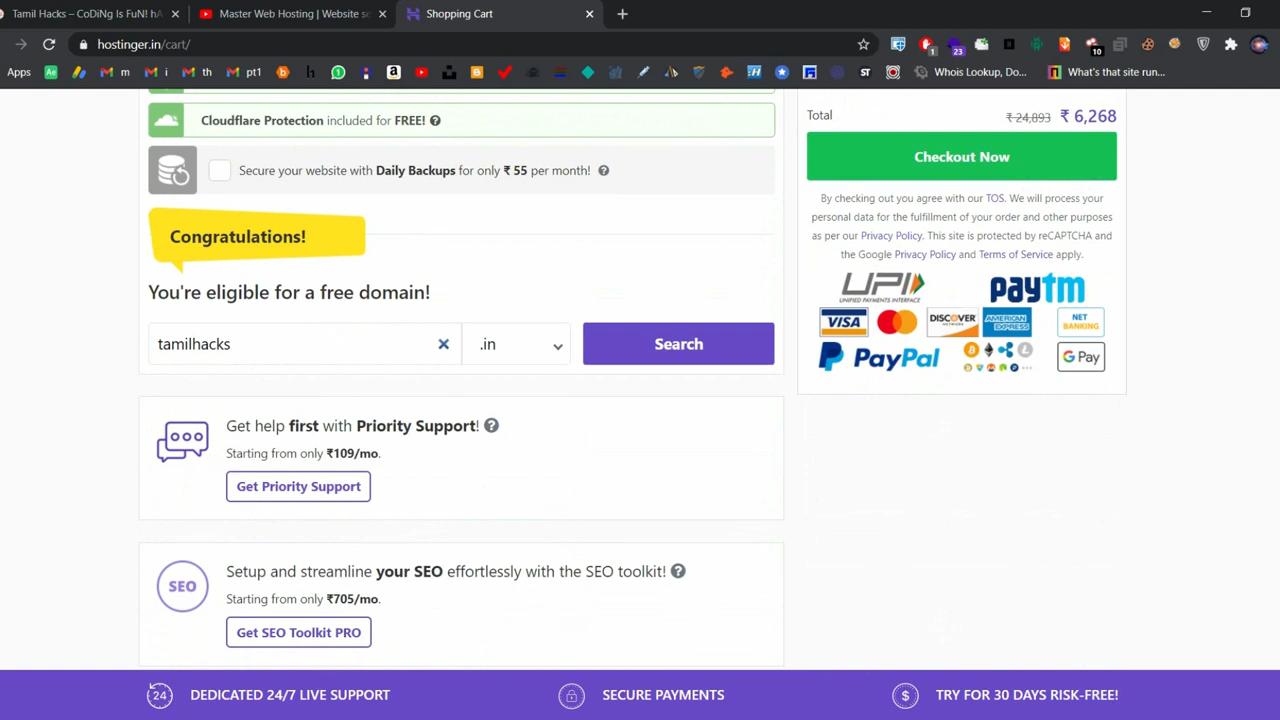 Tamil Hacks – CoDiNg Is FuN! hA
Master Web Hosting | Website se
Shopping Cart
hostinger.in/cart/
1
23
10
Apps
Ae
m
i
th
pt1
h
ST
Whois Lookup, Do...
What's that site run...
Cloudflare Protection included for FREE!
Secure your website with Daily Backups for only ₹ 55 per month!
Congratulations!
You're eligible for a free domain!
tamilhacks
.in
Search
Get help first with Priority Support!
Starting from only ₹109/mo.
Get Priority Support
SEO
Setup and streamline your SEO effortlessly with the SEO toolkit!
Starting from only ₹705/mo.
Get SEO Toolkit PRO
Total
₹ 24,893 ₹ 6,268
Checkout Now
By checking out you agree with our TOS. We will process your
personal data for the fulfillment of your order and other purposes
as per our Privacy Policy. This site is protected by reCAPTCHA and
the Google Privacy Policy and Terms of Service apply.
UPI
UNIFIED PAYMENTS INTERFACE
paytm
VISA
DISCOVER
NETWORK
AMERICAN
EXPRESS
NET
BANKING
PayPal
G Pay
24
DEDICATED 24/7 LIVE SUPPORT
SECURE PAYMENTS
TRY FOR 30 DAYS RISK-FREE!